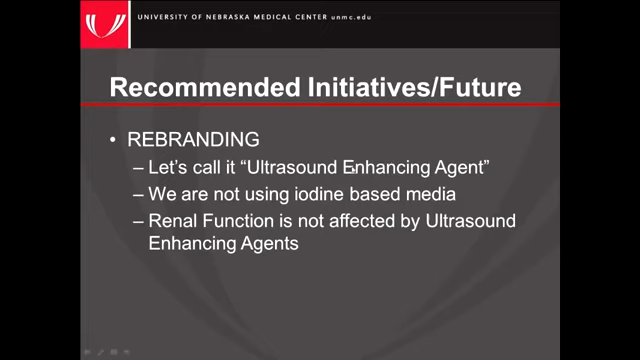 UNIVERSITY OF NEBRASKA MEDICAL CENTER unmc.edu
Recommended Initiatives/Future
• REBRANDING
– Let's call it “Ultrasound Enhancing Agent”
– We are not using iodine based media
– Renal Function is not affected by Ultrasound
Enhancing Agents